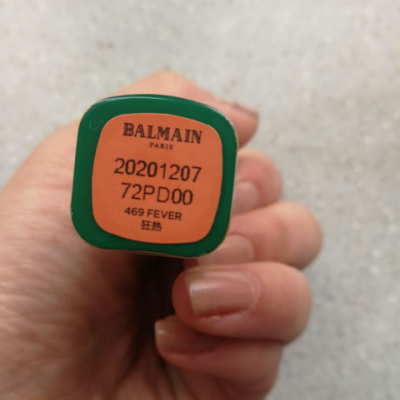 BALMAIN
PARIS
20201207
72PD00
469 FEVER
狂热